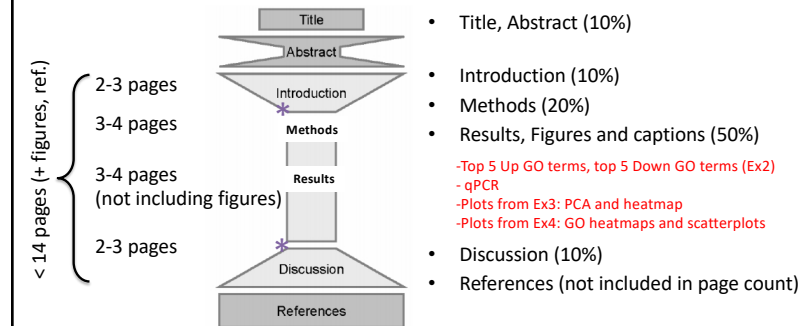 < 14 pages (+ figures, ref.)
2-3 pages
3-4 pages
3-4 pages
(not including figures)
2-3 pages
Title
Abstract
Introduction
*
Methods
Results
*
Discussion
References
• Title, Abstract (10%)
• Introduction (10%)
• Methods (20%)
• Results, Figures and captions (50%)
-Top 5 Up GO terms, top 5 Down GO terms (Ex2)
- qPCR
-Plots from Ex3: PCA and heatmap
-Plots from Ex4: GO heatmaps and scatterplots
• Discussion (10%)
• References (not included in page count)